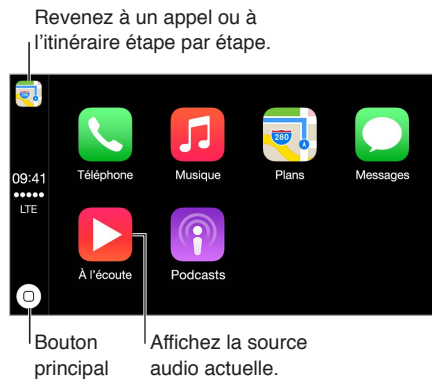 Revenez à un appel ou à
l’itinéraire étape par étape.
280
09:41
LTE
Téléphone
Musique
Plans
Messages
À l’écoute
Podcasts
Bouton
principal
Affichez la source
audio actuelle.